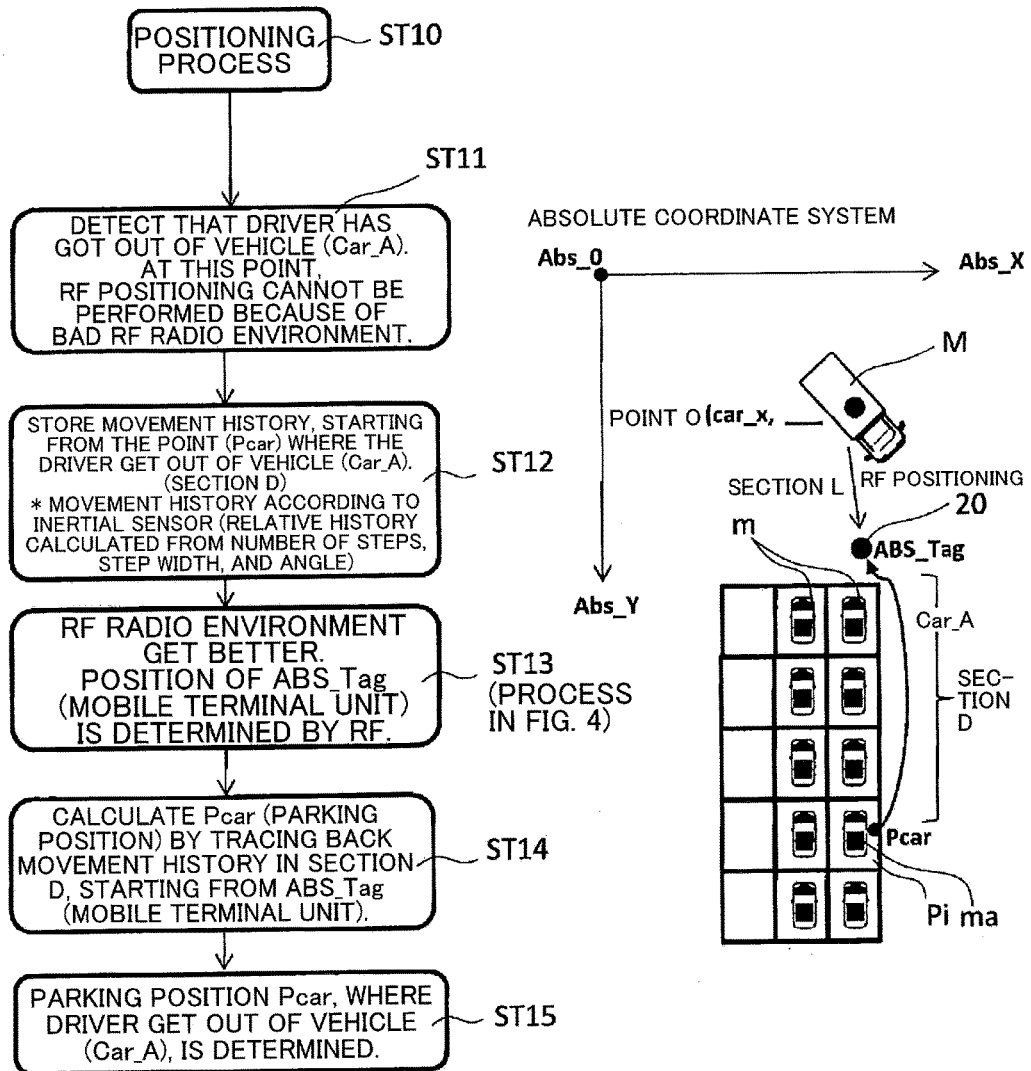 POSITIONING
PROCESS
ST10
ST11
DETECT THAT DRIVER HAS
GOT OUT OF VEHICLE (Car_A).
AT THIS POINT,
RF POSITIONING CANNOT BE
PERFORMED BECAUSE OF
BAD RF RADIO ENVIRONMENT.
STORE MOVEMENT HISTORY, STARTING
FROM THE POINT (Pcar) WHERE THE
DRIVER GET OUT OF VEHICLE (Car_A).
(SECTION D)
* MOVEMENT HISTORY ACCORDING TO
INERTIAL SENSOR (RELATIVE HISTORY
CALCULATED FROM NUMBER OF STEPS,
STEP WIDTH, AND ANGLE)
ST12
RF RADIO ENVIRONMENT
GET BETTER.
POSITION OF ABS_Tag
(MOBILE TERMINAL UNIT)
IS DETERMINED BY RF.
ST13
(PROCESS
IN FIG. 4)
CALCULATE Pcar (PARKING
POSITION) BY TRACING BACK
MOVEMENT HISTORY IN SECTION
D, STARTING FROM ABS_Tag
(MOBILE TERMINAL UNIT).
ST14
PARKING POSITION Pcar, WHERE
DRIVER GET OUT OF VEHICLE
(Car_A), IS DETERMINED.
ST15
ABSOLUTE COORDINATE SYSTEM
Abs_0
Abs_X
Abs_Y
M
POINT O (car_x, __
SECTION L
RF POSITIONING
20
ABS_Tag
m
Car_A
SEC-
TION
D
Pcar
Pi
ma